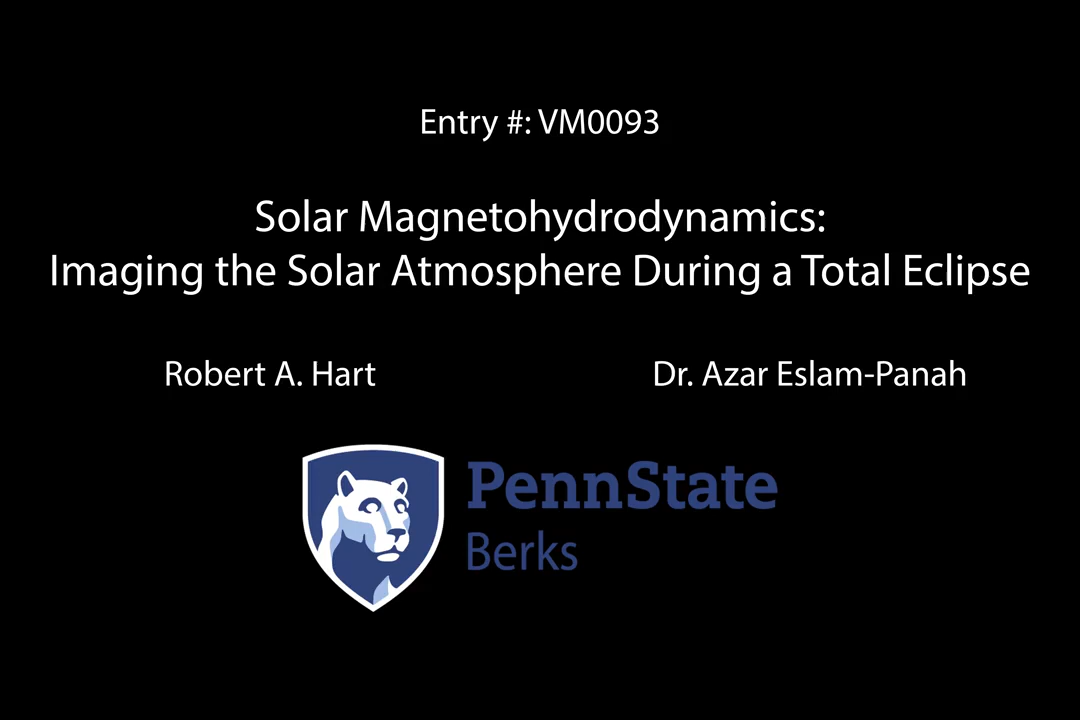 Entry #: VM0093
Solar Magnetohydrodynamics:
Imaging the Solar Atmosphere During a Total Eclipse
Robert A. Hart
Dr. Azar Eslam-Panah
PennState
Berks